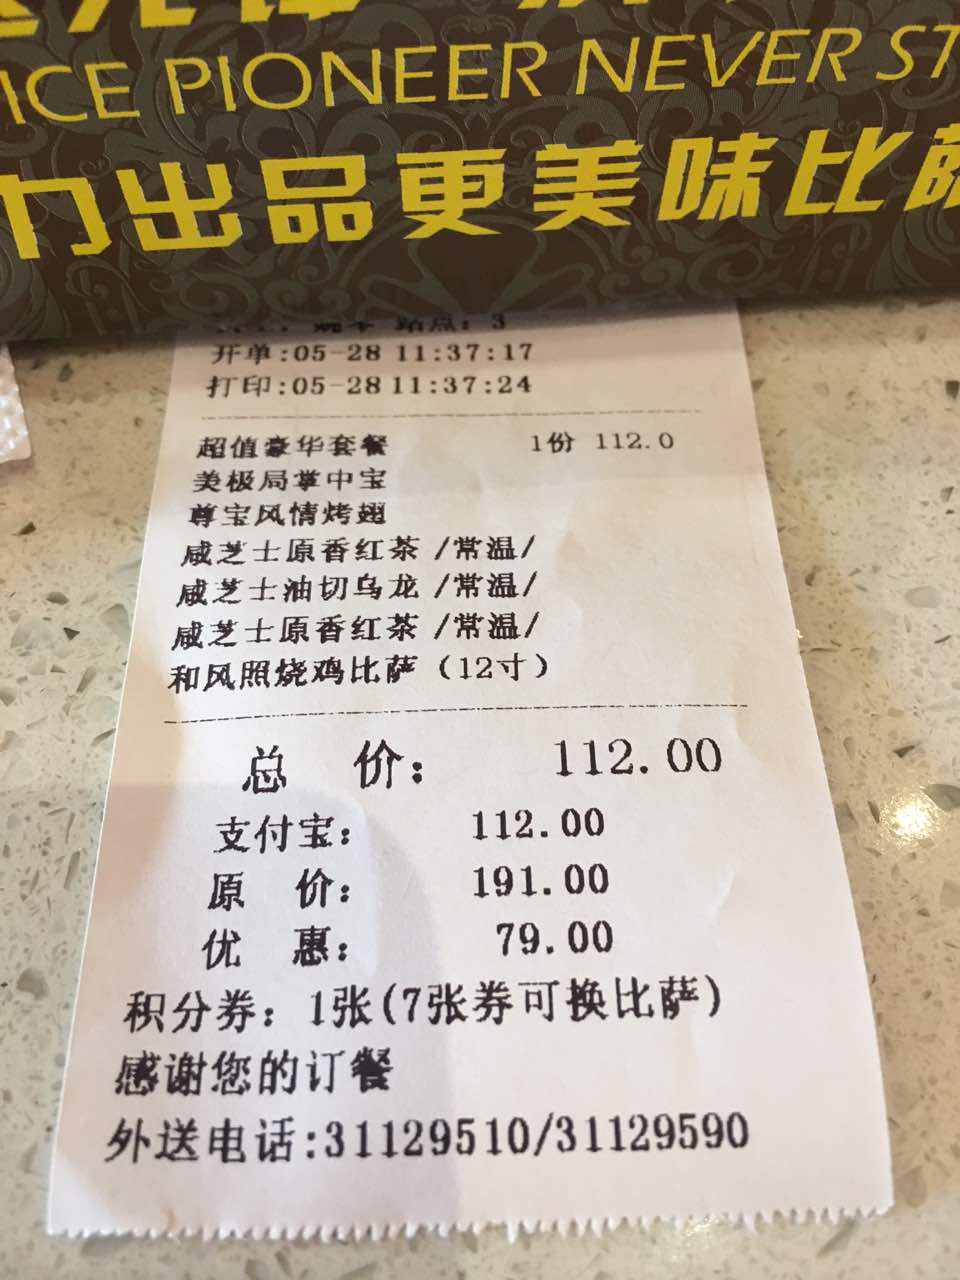 ICE PIONEER NEVER ST
力出品更美味比萨
站点: 3
开单:05-28 11:37:17
打印:05-28 11:37:24
超值豪华套餐 1份 112.0
美极局掌中宝
尊宝风情烤翅
咸芝士原香红茶 /常温/
咸芝士油切乌龙 /常温/
咸芝士原香红茶 /常温/
和风照烧鸡比萨 (12寸)
总 价: 112.00
支付宝: 112.00
原 价: 191.00
优 惠: 79.00
积分券: 1张(7张券可换比萨)
感谢您的订餐
外送电话:31129510/31129590